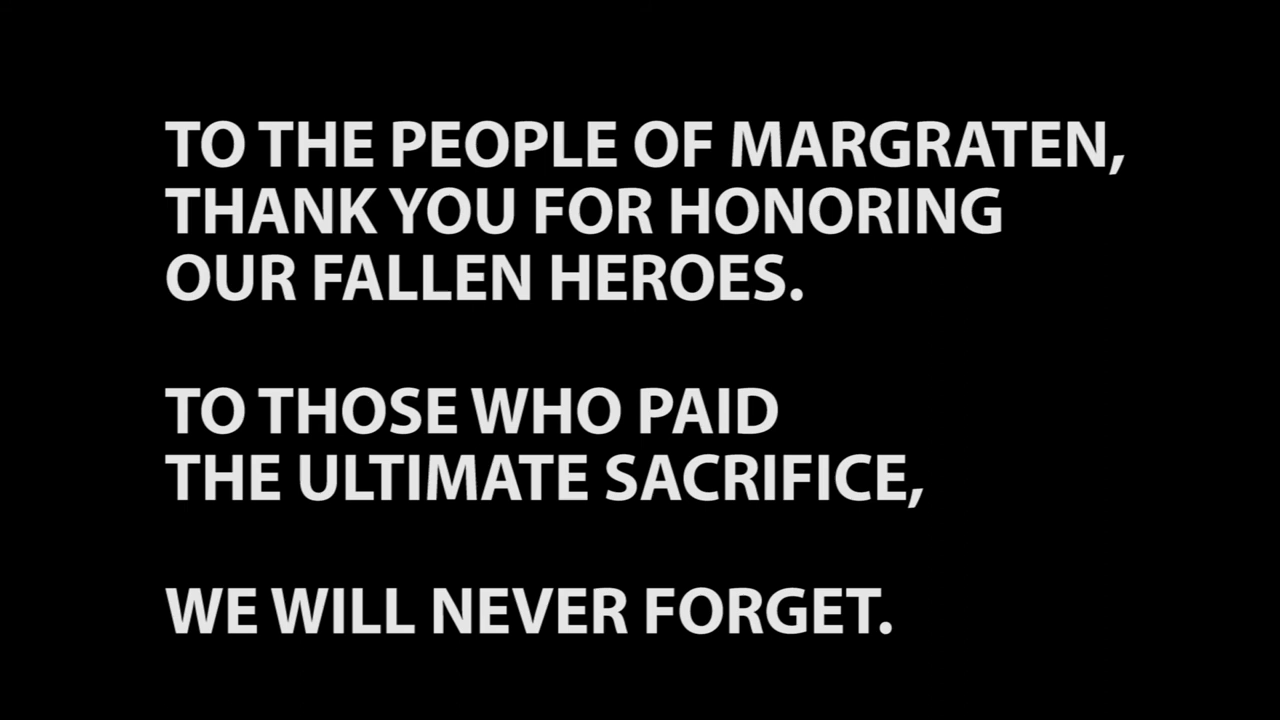 TO THE PEOPLE OF MARGRATEN,
THANK YOU FOR HONORING
OUR FALLEN HEROES.
TO THOSE WHO PAID
THE ULTIMATE SACRIFICE,
WE WILL NEVER FORGET.